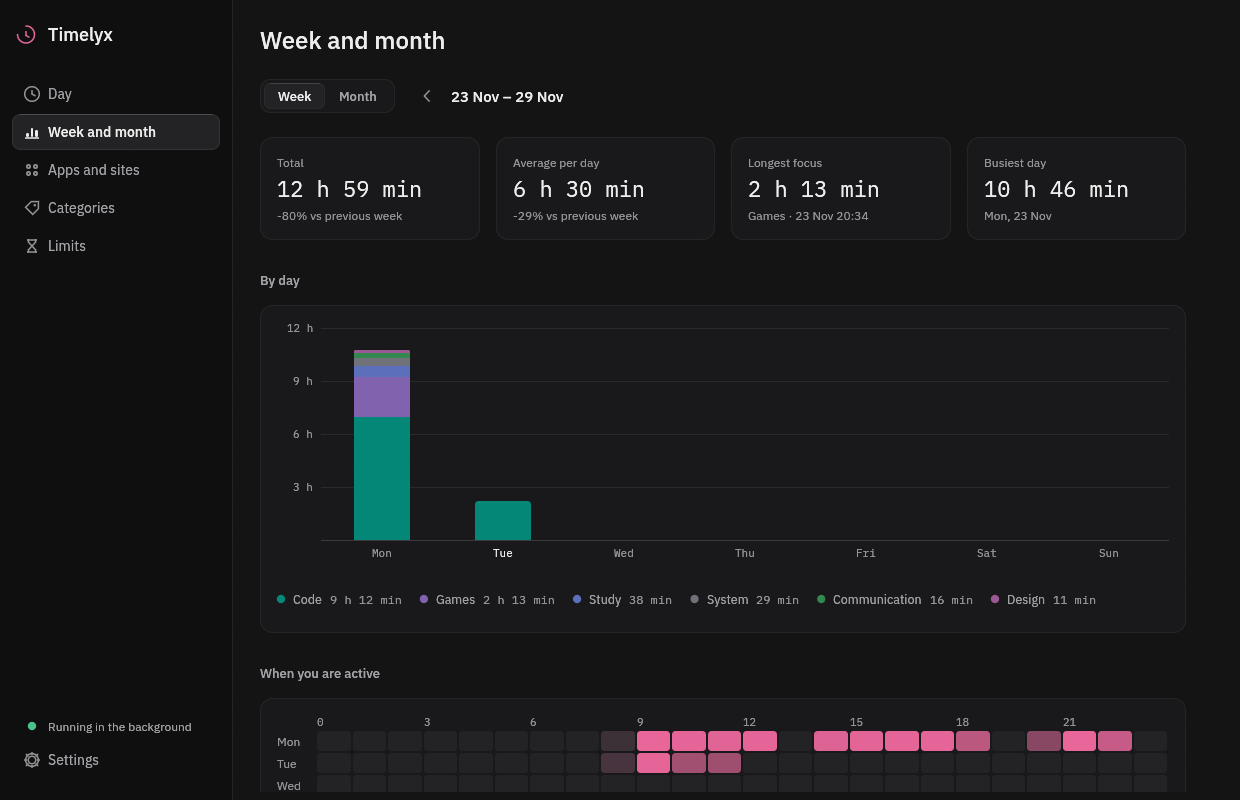 Timelyx
Day
Week and month
Apps and sites
Categories
Limits
Running in the background
Settings
Week and month
Week Month 23 Nov – 29 Nov
Total
12 h 59 min
-80% vs previous week
Average per day
6 h 30 min
-29% vs previous week
Longest focus
2 h 13 min
Games · 23 Nov 20:34
Busiest day
10 h 46 min
Mon, 23 Nov
By day
12 h
9 h
6 h
3 h
Mon Tue Wed Thu Fri Sat Sun
Code 9 h 12 min Games 2 h 13 min Study 38 min System 29 min Communication 16 min Design 11 min
When you are active
0 3 6 9 12 15 18 21
Mon
Tue
Wed